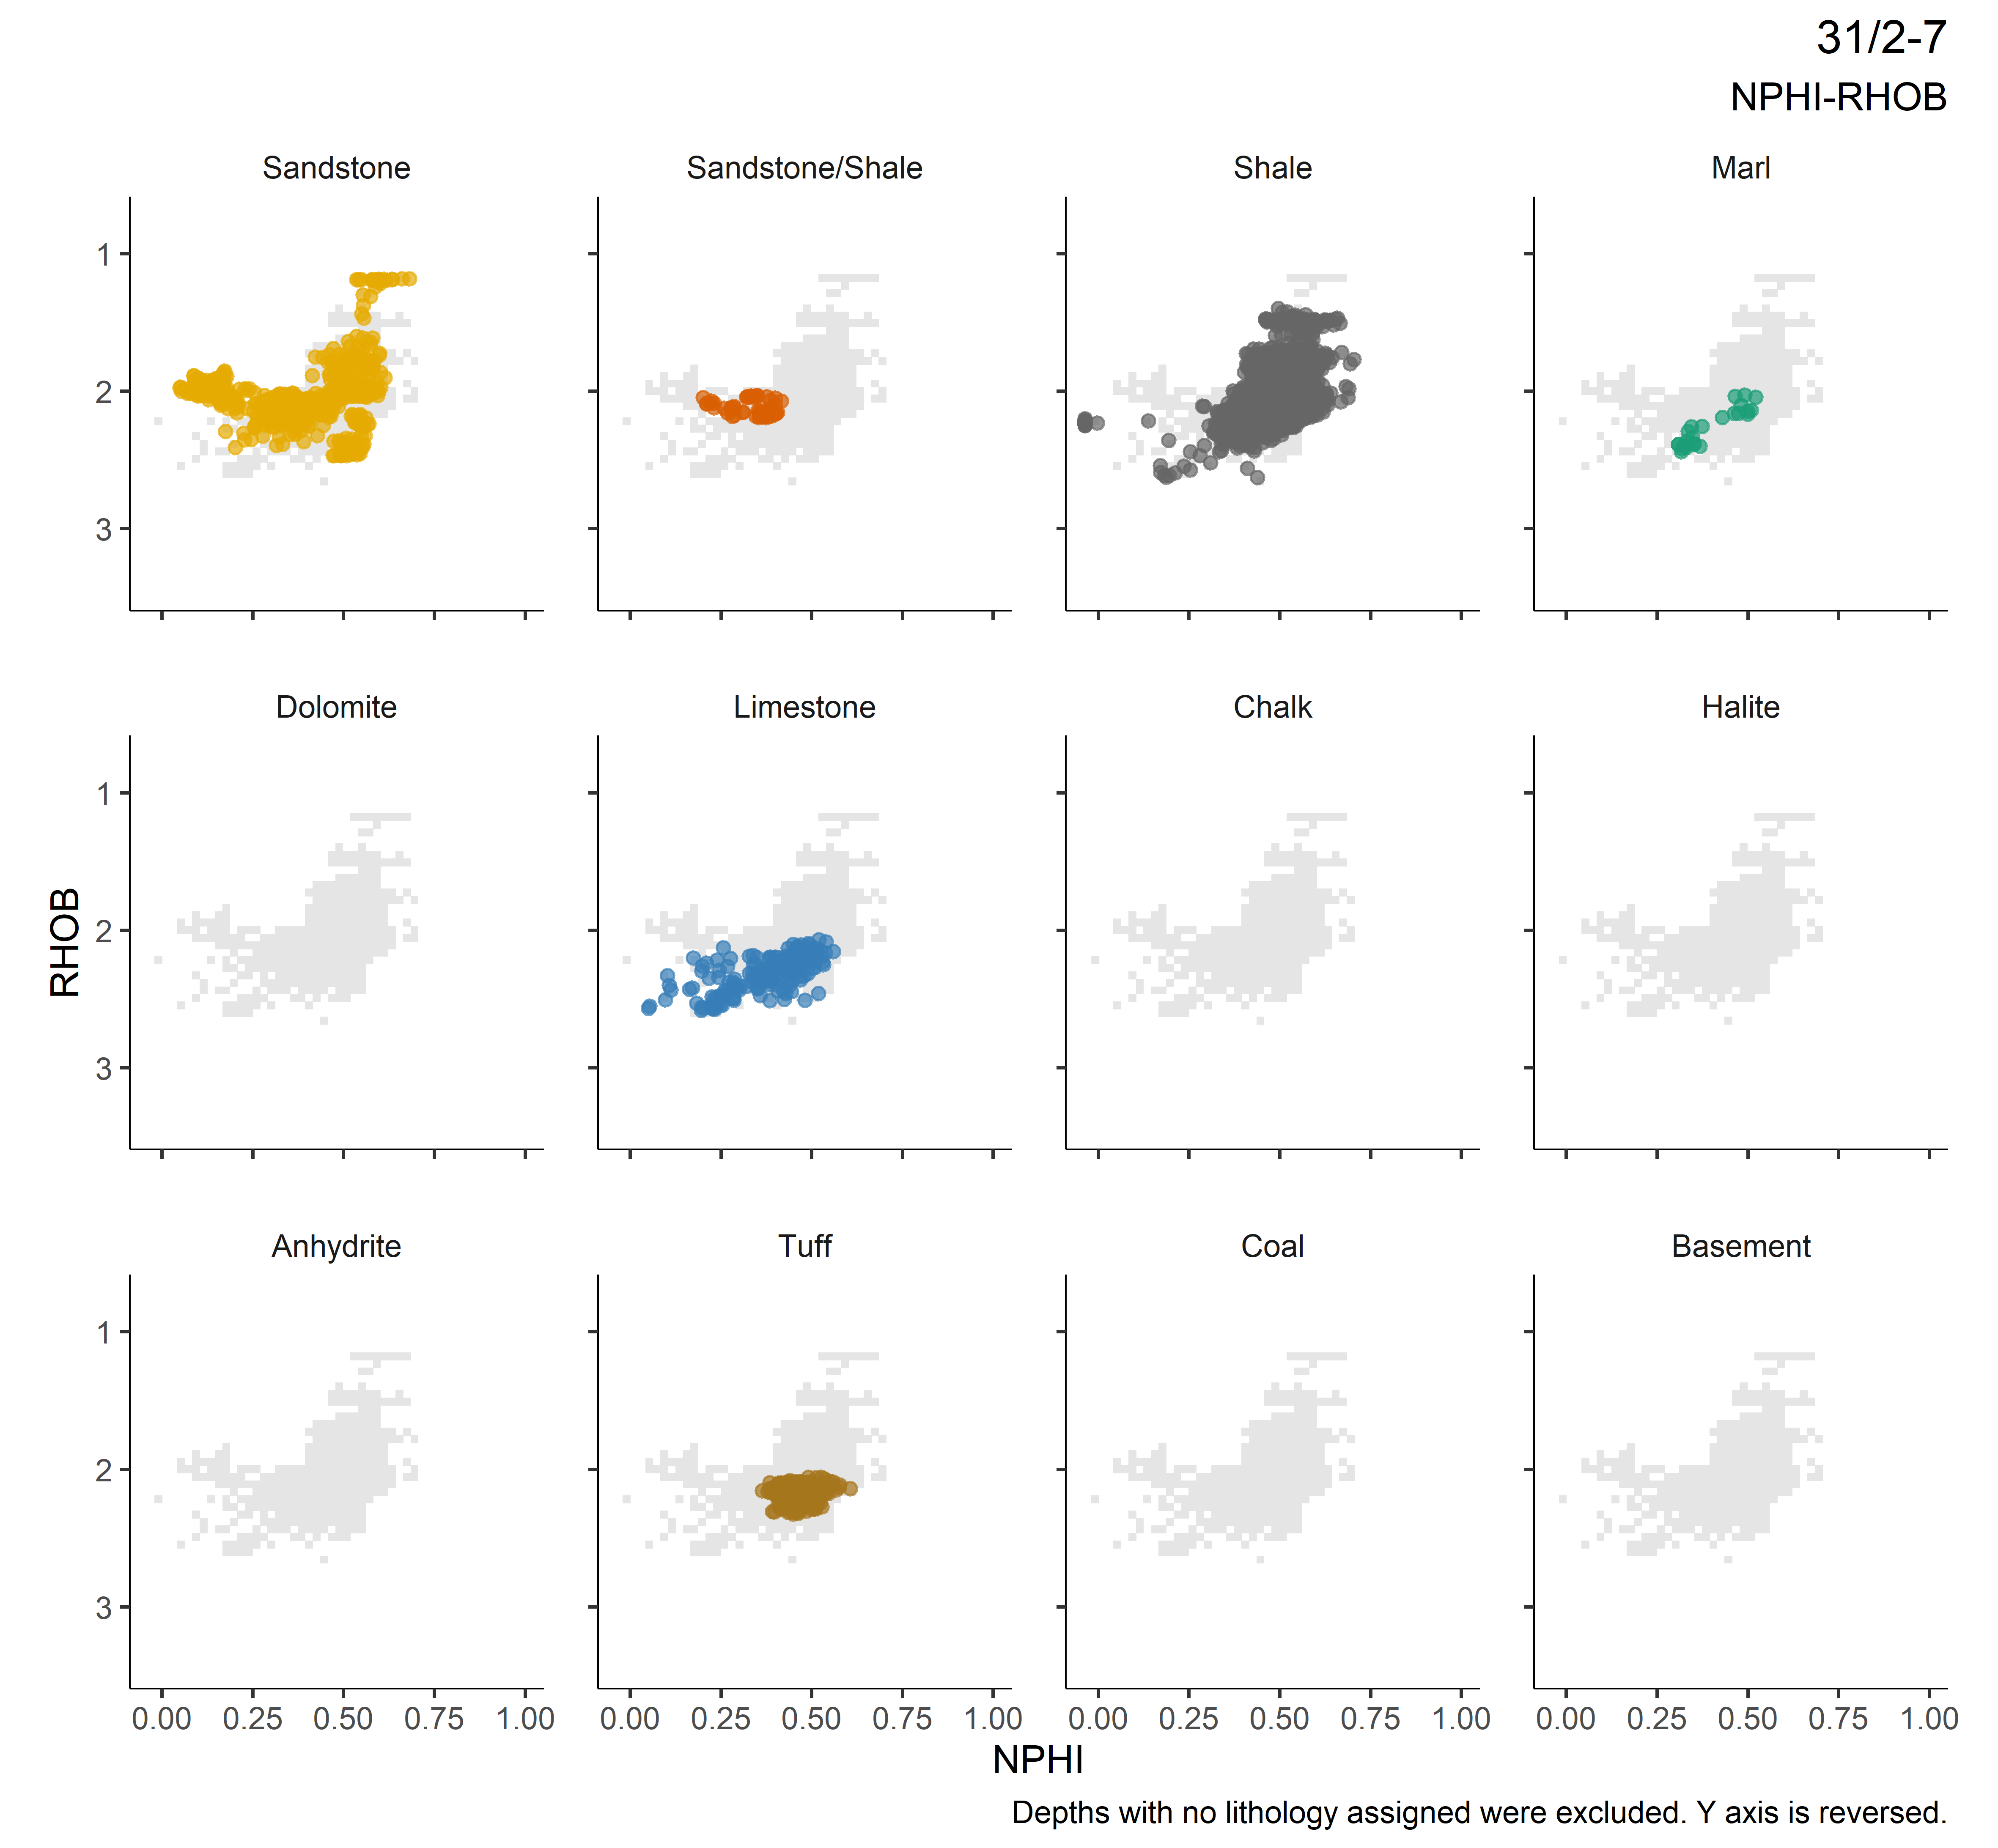 31/2-7
NPHI-RHOB
Sandstone Sandstone/Shale Shale Marl
1
2
3
Dolomite Limestone Chalk Halite
1
2
3
RHOB
Anhydrite Tuff Coal Basement
1
2
3
0.00 0.25 0.50 0.75 1.00 0.00 0.25 0.50 0.75 1.00 0.00 0.25 0.50 0.75 1.00 0.00 0.25 0.50 0.75 1.00
NPHI
Depths with no lithology assigned were excluded. Y axis is reversed.